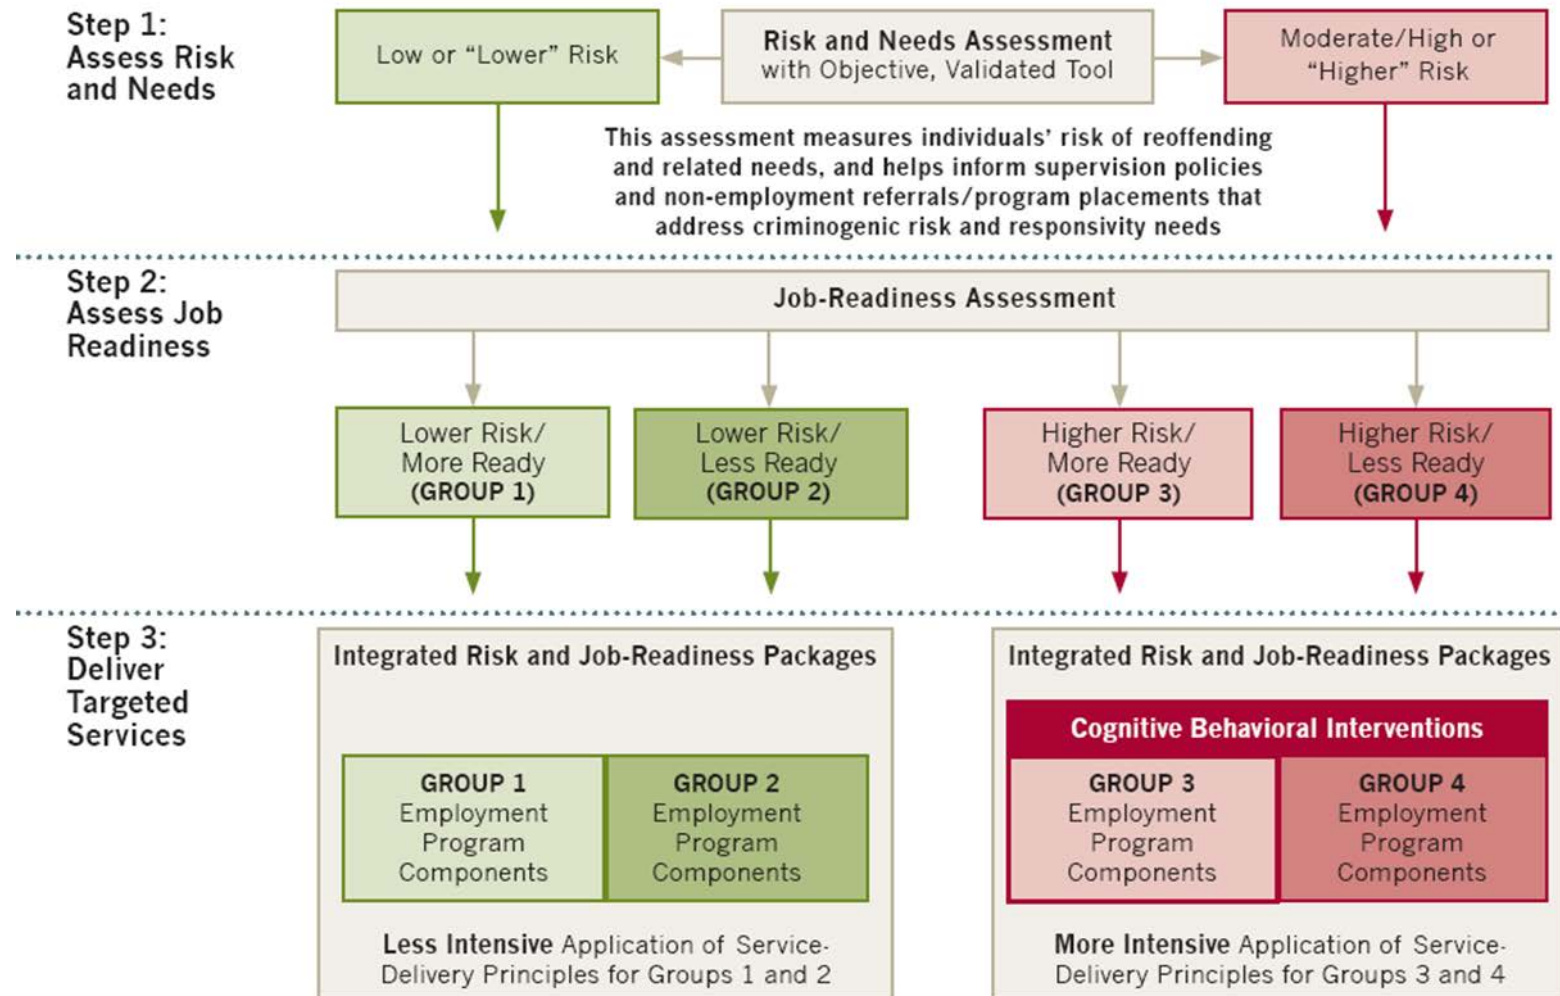 Step 1:
Assess Risk
and Needs
Low or “Lower” Risk
Risk and Needs Assessment
with Objective, Validated Tool
Moderate/High or
“Higher” Risk
This assessment measures individuals’ risk of reoffending
and related needs, and helps inform supervision policies
and non-employment referrals/program placements that
address criminogenic risk and responsivity needs
Step 2:
Assess Job
Readiness
Job-Readiness Assessment
Lower Risk/
More Ready
(GROUP 1)
Lower Risk/
Less Ready
(GROUP 2)
Higher Risk/
More Ready
(GROUP 3)
Higher Risk/
Less Ready
(GROUP 4)
Step 3:
Deliver
Targeted
Services
Integrated Risk and Job-Readiness Packages
GROUP 1
Employment
Program
Components
GROUP 2
Employment
Program
Components
Less Intensive Application of Service-
Delivery Principles for Groups 1 and 2
Integrated Risk and Job-Readiness Packages
Cognitive Behavioral Interventions
GROUP 3
Employment
Program
Components
GROUP 4
Employment
Program
Components
More Intensive Application of Service-
Delivery Principles for Groups 3 and 4